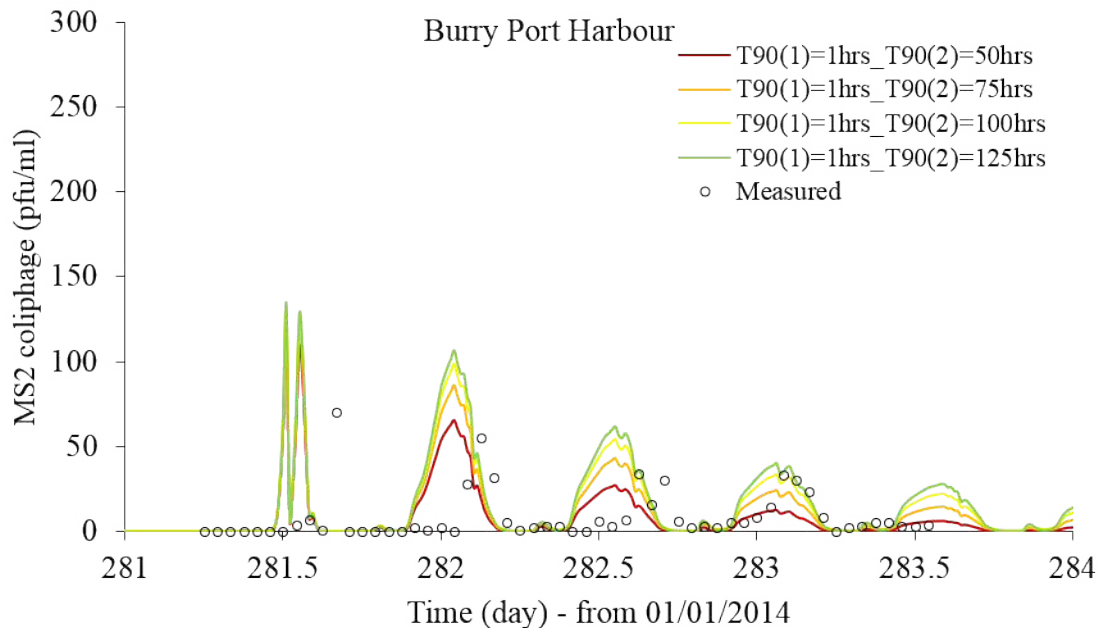 Burry Port Harbour
T90(1)=1hrs_T90(2)=50hrs
T90(1)=1hrs_T90(2)=75hrs
T90(1)=1hrs_T90(2)=100hrs
T90(1)=1hrs_T90(2)=125hrs
Measured
MS2 coliphage (pfu/ml)
300
250
200
150
100
50
0
281
281.5
282
282.5
283
283.5
284
Time (day) - from 01/01/2014